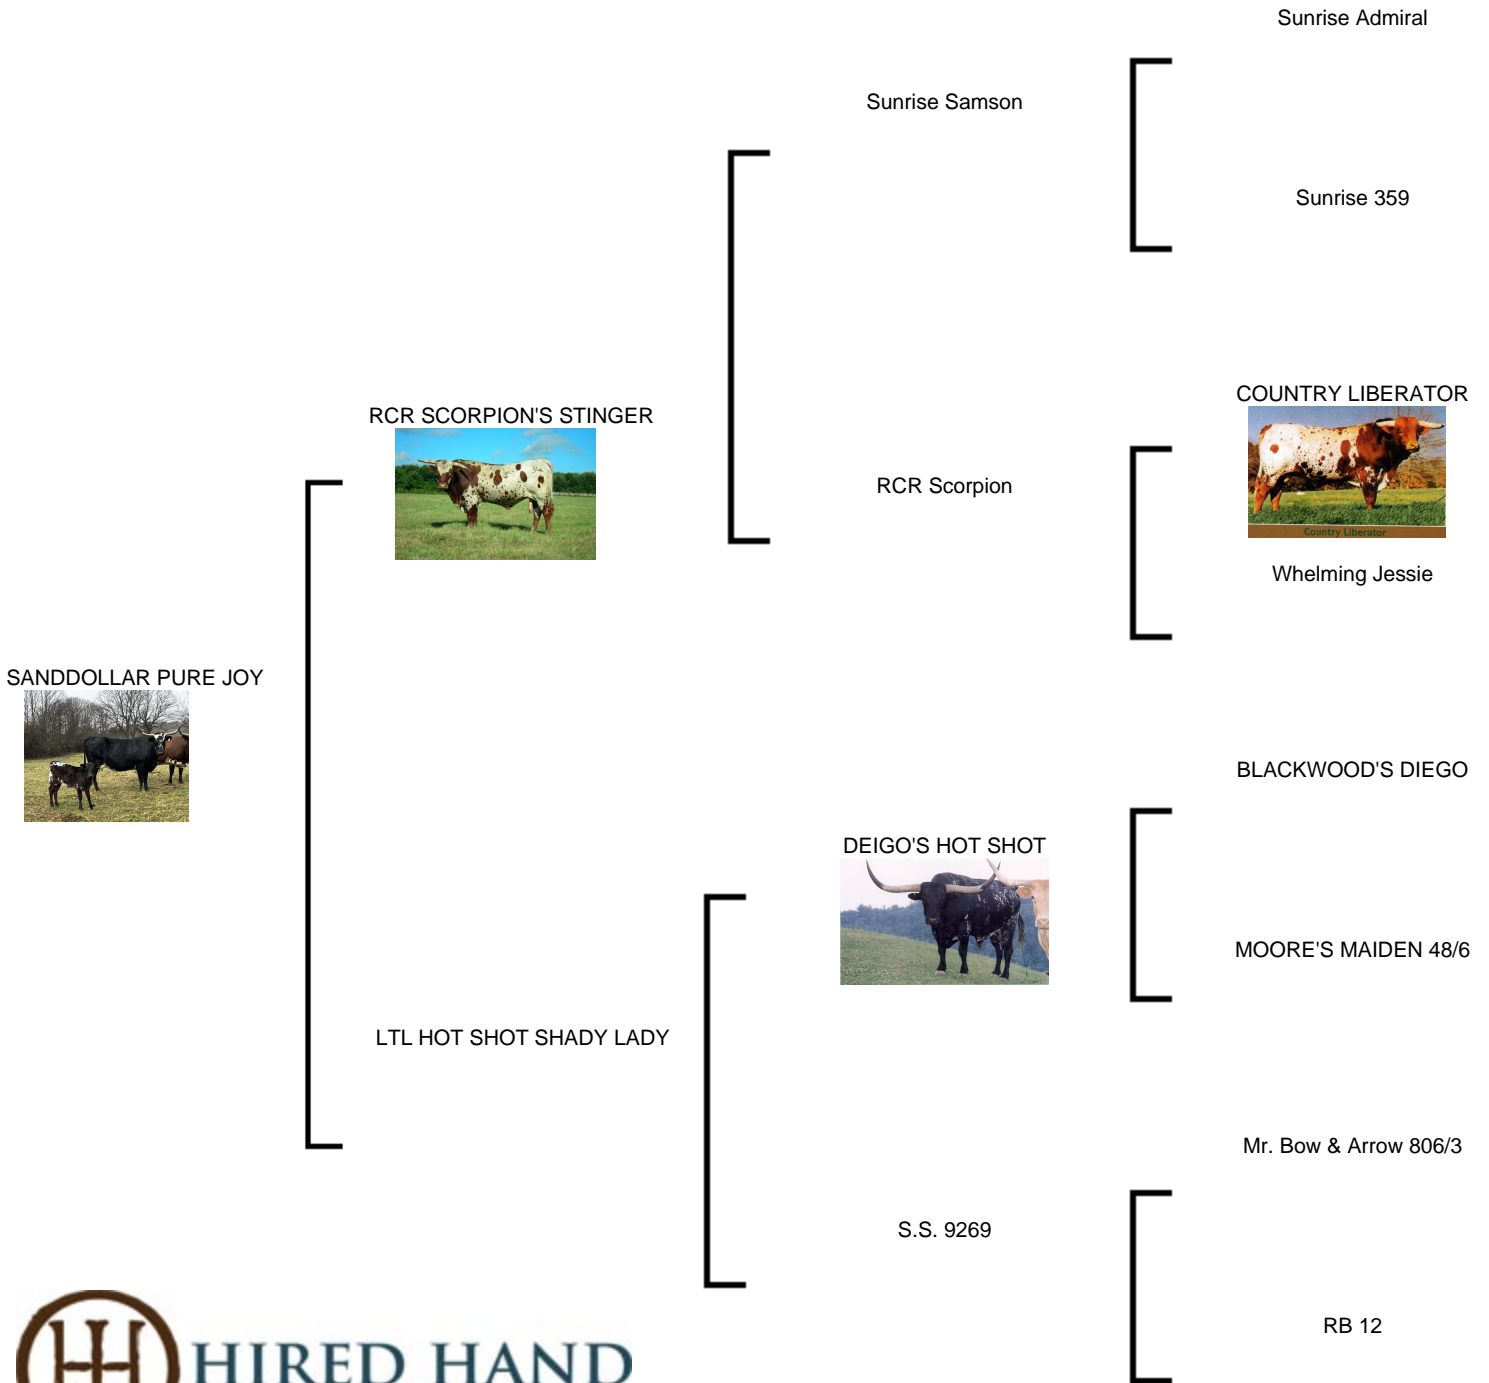 Sunrise Admiral
Sunrise Samson
Sunrise 359
COUNTRY LIBERATOR
RCR SCORPION'S STINGER
RCR Scorpion
Country Liberator
Whelming Jessie
SANDDOLLAR PURE JOY
BLACKWOOD'S DIEGO
DEIGO'S HOT SHOT
MOORE'S MAIDEN 48/6
LTL HOT SHOT SHADY LADY
Mr. Bow & Arrow 806/3
S.S. 9269
RB 12
HIRED HAND